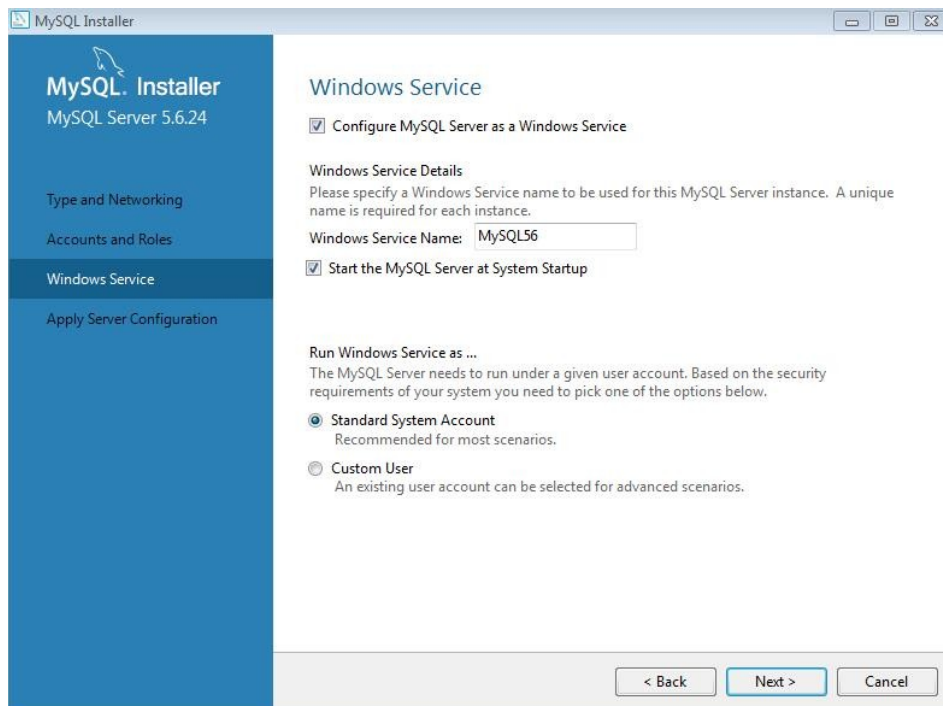 MySQL Installer
MySQL. Installer
MySQL Server 5.6.24
Type and Networking
Accounts and Roles
Windows Service
Apply Server Configuration
Windows Service
Configure MySQL Server as a Windows Service
Windows Service Details
Please specify a Windows Service name to be used for this MySQL Server instance. A unique
name is required for each instance.
Windows Service Name: MySQL56
Start the MySQL Server at System Startup
Run Windows Service as ...
The MySQL Server needs to run under a given user account. Based on the security
requirements of your system you need to pick one of the options below.
Standard System Account
Recommended for most scenarios.
Custom User
An existing user account can be selected for advanced scenarios.
< Back Next > Cancel